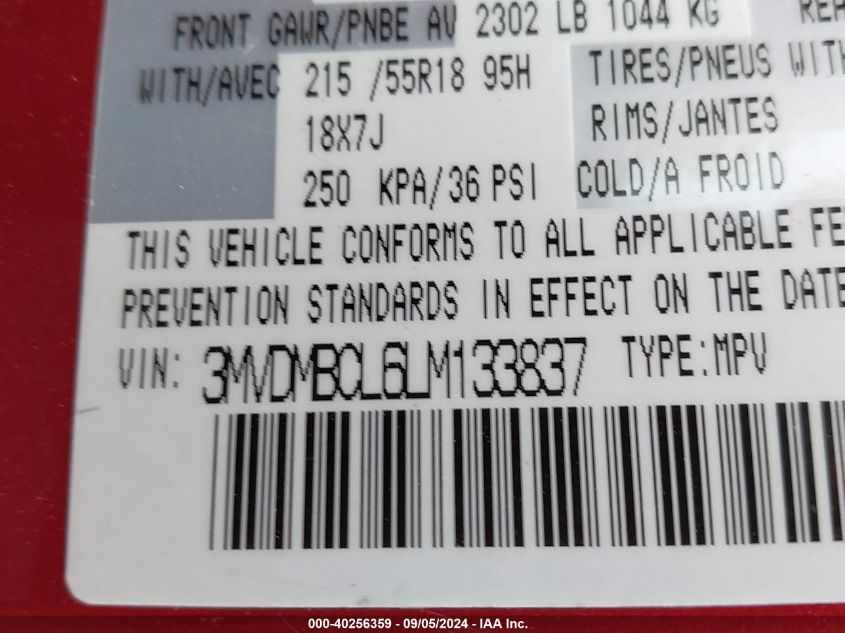 FRONT GAWR/PNBE AV 2302 LB 1044 KG
WITH/AVEC 215 /55R18 95H TIRES/PNEUS WITH
18X7J RIMS/JANTES
250 KPA/36 PSI COLD/A FROID
THIS VEHICLE CONFORMS TO ALL APPLICABLE FE
PREVENTION STANDARDS IN EFFECT ON THE DATE
VIN: 3MVDMBCL6LM133837 TYPE:MPV
000-40256359 - 09/05/2024 - IAA Inc.